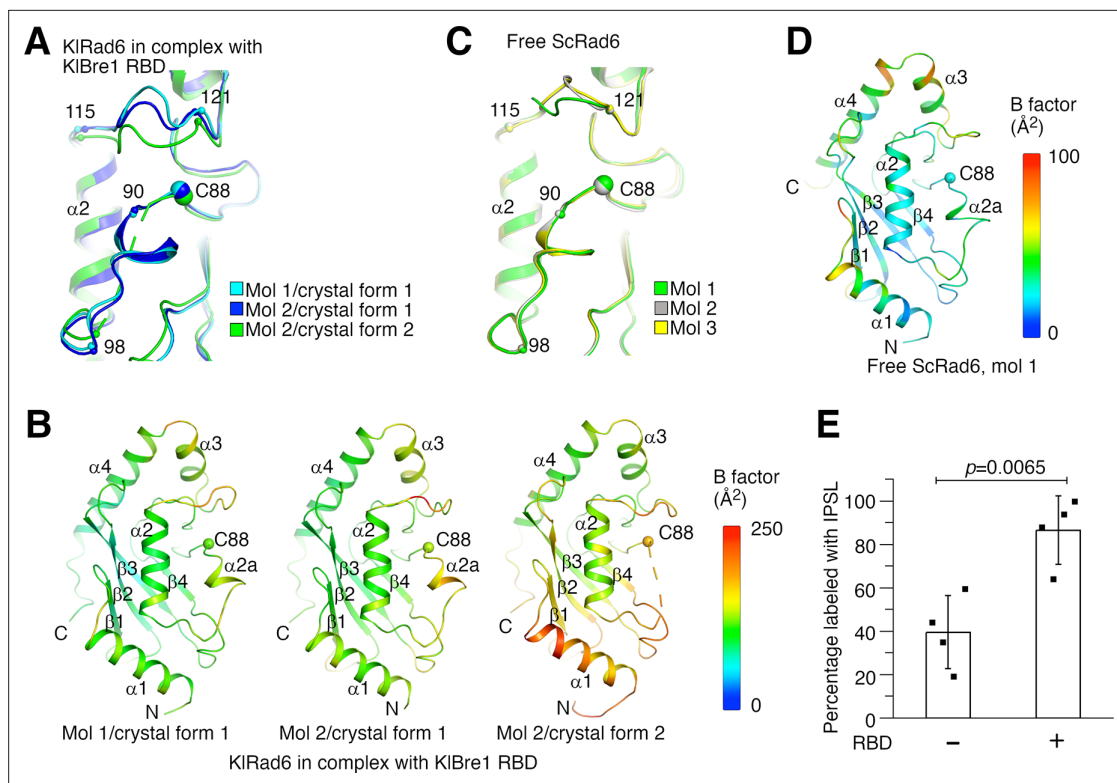 A
KlRad6 in complex with
KlBre1 RBD
115
121
90
C88
α2
98
Mol 1/crystal form 1
Mol 2/crystal form 1
Mol 2/crystal form 2
C
Free ScRad6
115
121
90
C88
α2
98
Mol 1
Mol 2
Mol 3
D
α3
α4
α2
C88
C
β3
α2a
β2
β4
β1
α1
N
B factor
(Å²)
100
0
Free ScRad6, mol 1
B
α3
α4
α2
C88
β3
α2a
β4
β2
β1
C
α1
N
Mol 1/crystal form 1
α3
α4
α2
C88
β3
α2a
β4
β2
β1
C
α1
N
Mol 2/crystal form 1
α3
α4
α2
C88
β3
β4
β2
β1
C
α1
N
Mol 2/crystal form 2
B factor
(Å²)
250
0
KlRad6 in complex with KlBre1 RBD
E
p=0.0065
Percentage labeled with IPSL
100
80
60
40
20
0
RBD
−
+